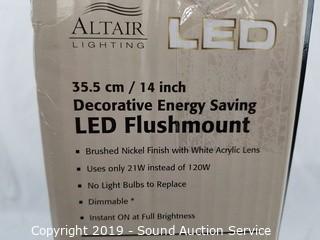 ALTAIR LED
LIGHTING
35.5 cm / 14 inch
Decorative Energy Saving
LED Flushmount
▪ Brushed Nickel Finish with White Acrylic Lens
▪ Uses only 21W instead of 120W
▪ No Light Bulbs to Replace
▪ Dimmable *
▪ Instant ON at Full Brightness
Copyright 2019 - Sound Auction Service